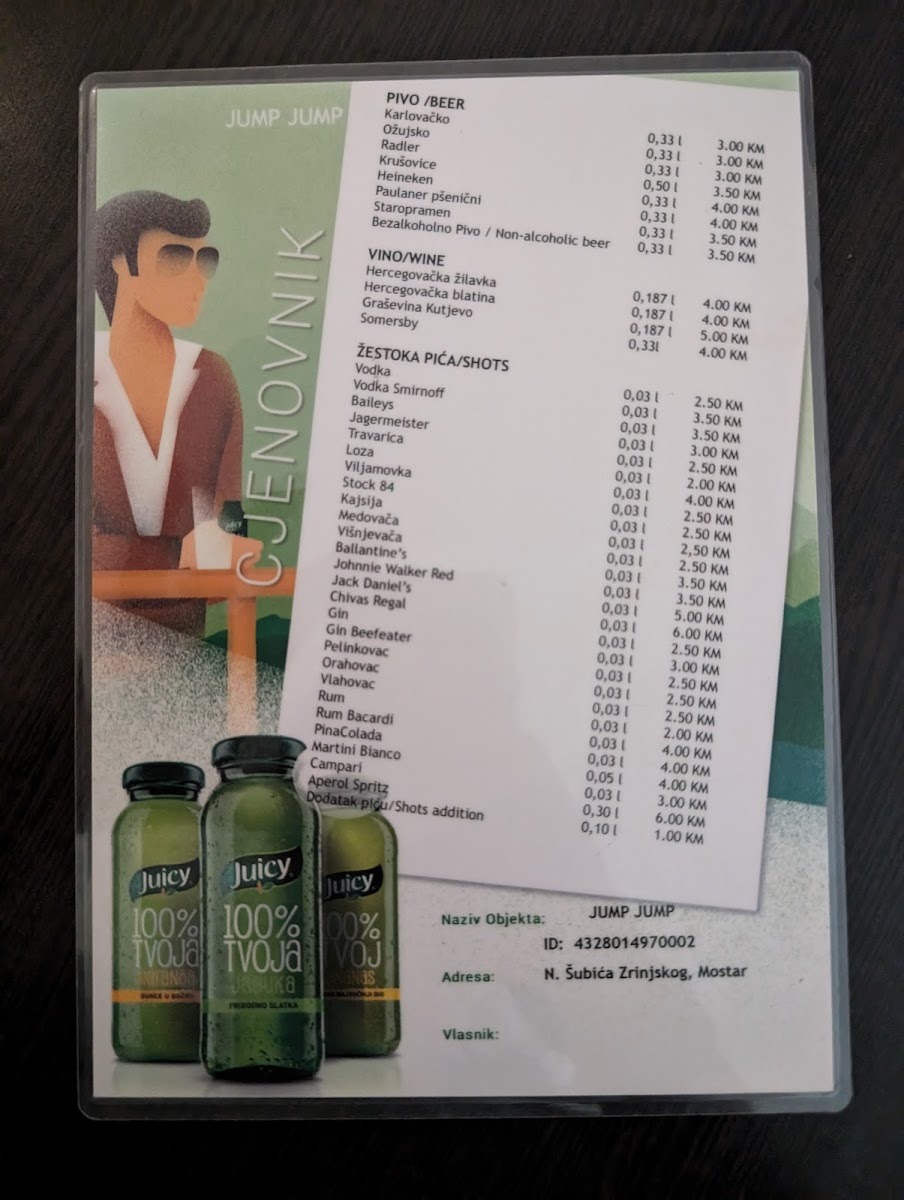 JUMP JUMP
CJENOVNIK
PIVO /BEER
Karlovačko 0,33 l 3.00 KM
Ožujsko 0,33 l 3.00 KM
Radler 0,33 l 3.00 KM
Krušovice 0,50 l 3.50 KM
Heineken 0,33 l 4.00 KM
Paulaner pšenični 0,33 l 4.00 KM
Staropramen 0,33 l 3.50 KM
Bezalkoholno Pivo / Non-alcoholic beer 0,33 l 3.50 KM
VINO/WINE
Hercegovačka žilavka 0,187 l 4.00 KM
Hercegovačka blatina 0,187 l 4.00 KM
Graševina Kutjevo 0,187 l 5.00 KM
Somersby 0,33l 4.00 KM
ŽESTOKA PIĆA/SHOTS
Vodka 0,03 l 2.50 KM
Vodka Smirnoff 0,03 l 3.50 KM
Baileys 0,03 l 3.50 KM
Jagermeister 0,03 l 3.00 KM
Travarica 0,03 l 2.50 KM
Loza 0,03 l 2.00 KM
Viljamovka 0,03 l 4.00 KM
Stock 84 0,03 l 2.50 KM
Kajsija 0,03 l 2.50 KM
Medovača 0,03 l 2,50 KM
Višnjevača 0,03 l 2.50 KM
Ballantine's 0,03 l 3.50 KM
Johnnie Walker Red 0,03 l 3.50 KM
Jack Daniel's 0,03 l 5.00 KM
Chivas Regal 0,03 l 6.00 KM
Gin 0,03 l 2.50 KM
Gin Beefeater 0,03 l 3.00 KM
Pelinkovac 0,03 l 2.50 KM
Orahovac 0,03 l 2.50 KM
Vlahovac 0,03 l 2.50 KM
Rum 0,03 l 2.00 KM
Rum Bacardi 0,03 l 4.00 KM
PinaColada 0,03 l 4.00 KM
Martini Bianco 0,05 l 4.00 KM
Campari 0,03 l 3.00 KM
Aperol Spritz 0,30 l 6.00 KM
Dodatak piću/Shots addition 0,10 l 1.00 KM
Juicy Juicy Juicy
100% 100% 100%
TVOJA TVOJA TVOJ
JABUKA
PRIRODNO SLATKA
Naziv Objekta: JUMP JUMP
ID: 4328014970002
Adresa: N. Šubića Zrinjskog, Mostar
Vlasnik: